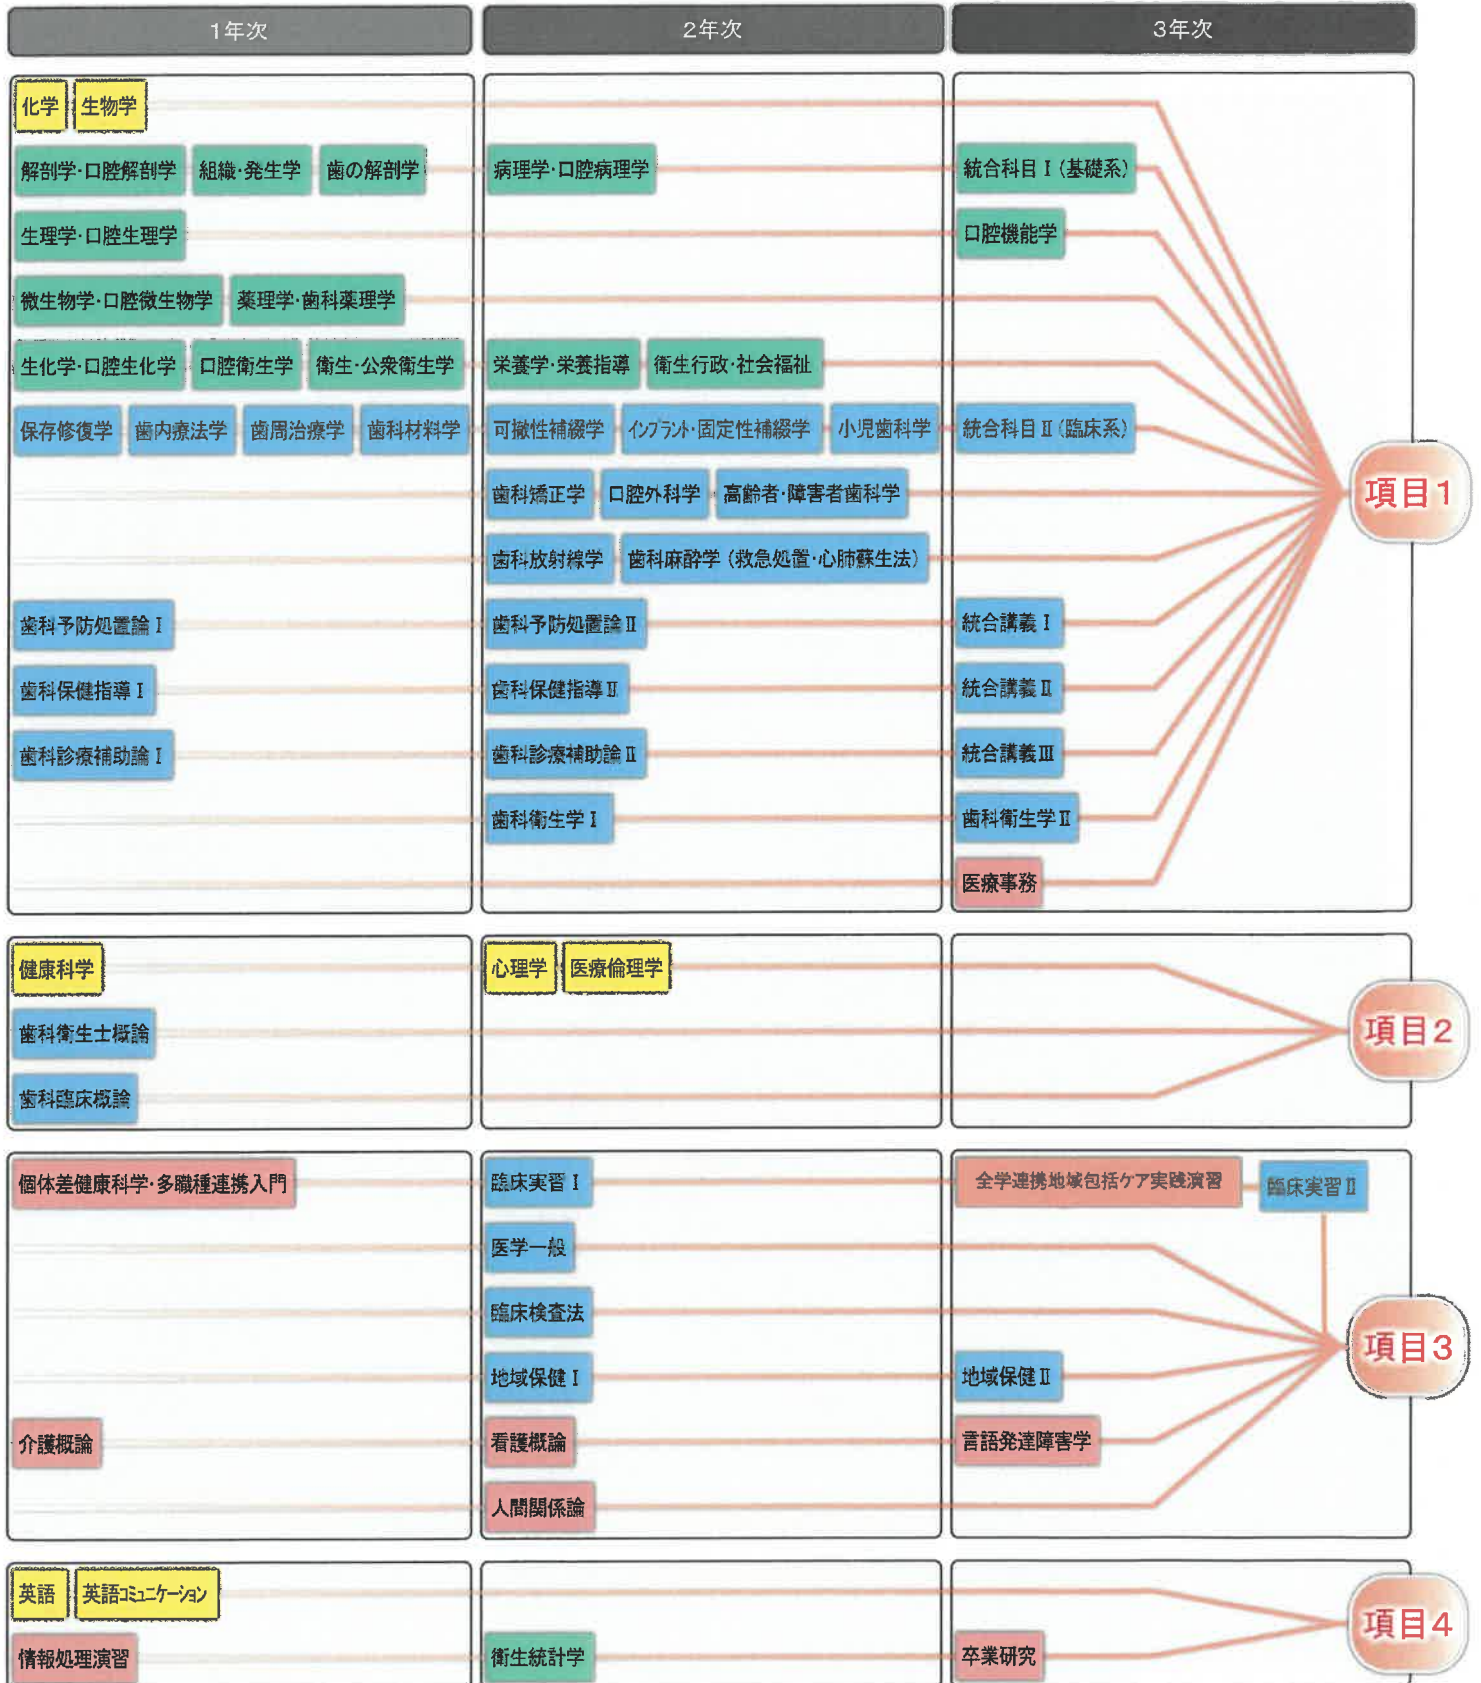 1年次 2年次 3年次
化学 生物学
解剖学・口腔解剖学 組織・発生学 歯の解剖学 病理学・口腔病理学 統合科目Ⅰ（基礎系）
生理学・口腔生理学 口腔機能学
微生物学・口腔微生物学 薬理学・歯科薬理学
生化学・口腔生化学 口腔衛生学 衛生・公衆衛生学 栄養学・栄養指導 衛生行政・社会福祉
保存修復学 歯内療法学 歯周治療学 歯科材料学 可撤性補綴学 インプラント・固定性補綴学 小児歯科学 統合科目Ⅱ（臨床系）
歯科矯正学 口腔外科学 高齢者・障害者歯科学 項目1
歯科放射線学 歯科麻酔学（救急処置・心肺蘇生法）
歯科予防処置論Ⅰ 歯科予防処置論Ⅱ 統合講義Ⅰ
歯科保健指導Ⅰ 歯科保健指導Ⅱ 統合講義Ⅱ
歯科診療補助論Ⅰ 歯科診療補助論Ⅱ 統合講義Ⅲ
歯科衛生学Ⅰ 歯科衛生学Ⅱ
医療事務
健康科学 心理学 医療倫理学
歯科衛生士概論 項目2
歯科臨床概論
個体差健康科学・多職種連携入門 臨床実習Ⅰ 全学連携地域包括ケア実践演習 臨床実習Ⅱ
医学一般
臨床検査法
項目3
地域保健Ⅰ 地域保健Ⅱ
介護概論 看護概論 言語発達障害学
人間関係論
英語 英語コミュニケーション
項目4
情報処理演習 衛生統計学 卒業研究